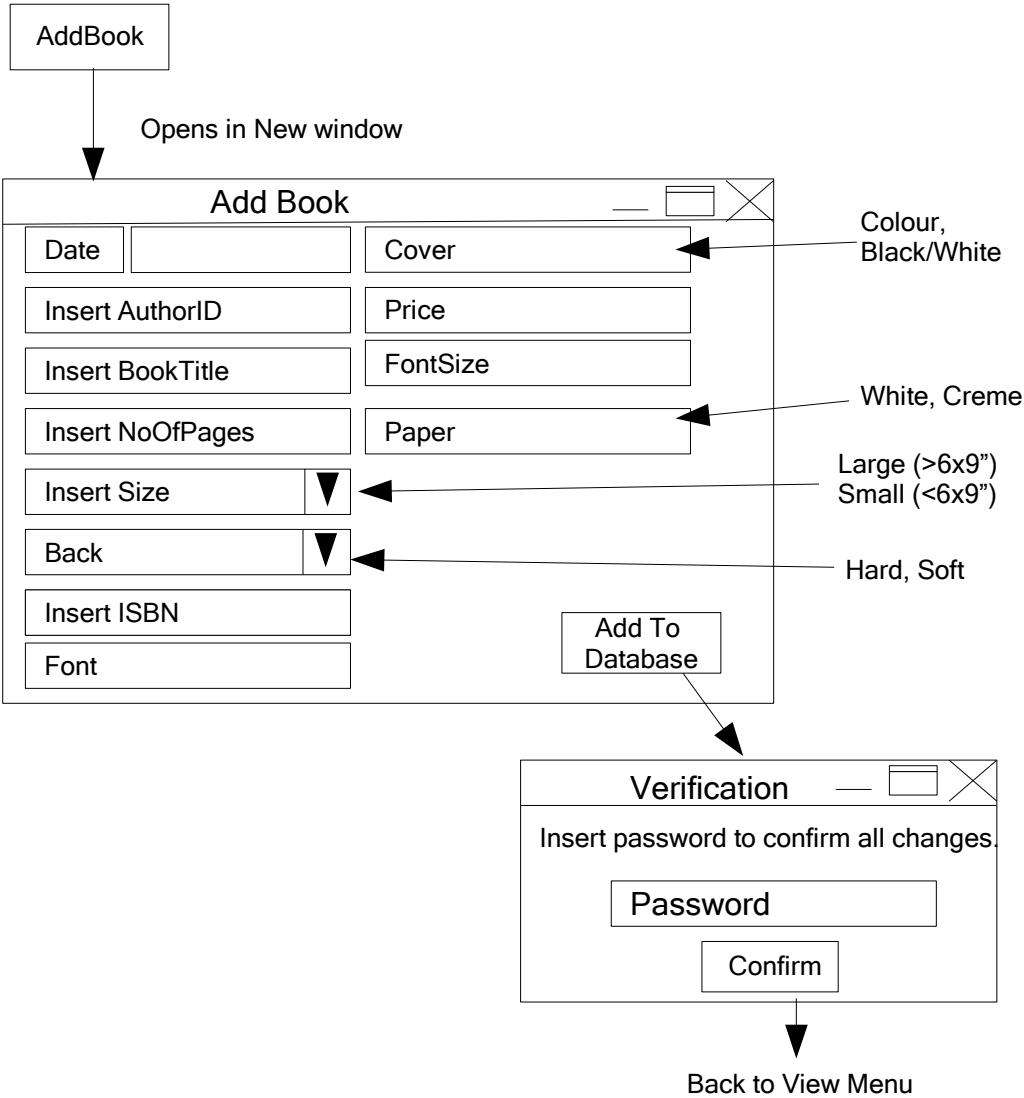 AddBook
Opens in New window
Add Book
Date
Cover
Colour,
Black/White
Insert AuthorID
Price
Insert BookTitle
FontSize
Insert NoOfPages
Paper
White, Creme
Insert Size
Large (>6x9”)
Small (<6x9”)
Back
Hard, Soft
Insert ISBN
Font
Add To
Database
Verification
Insert password to confirm all changes.
Password
Confirm
Back to View Menu